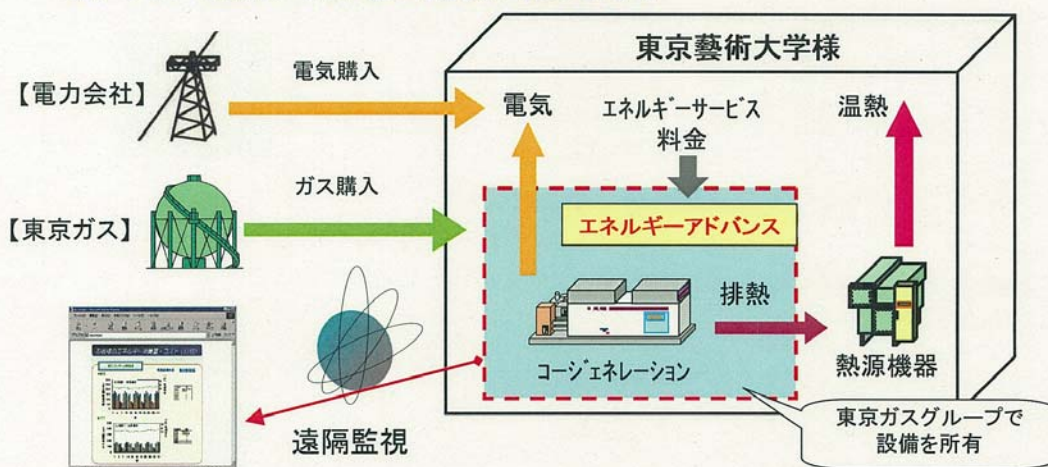 東京藝術大学様
【電力会社】
電気購入
電気
エネルギーサービス
料金
温熱
【東京ガス】
ガス購入
エネルギーアドバンス
排熱
コージェネレーション
熱源機器
遠隔監視
東京ガスグループで
設備を所有